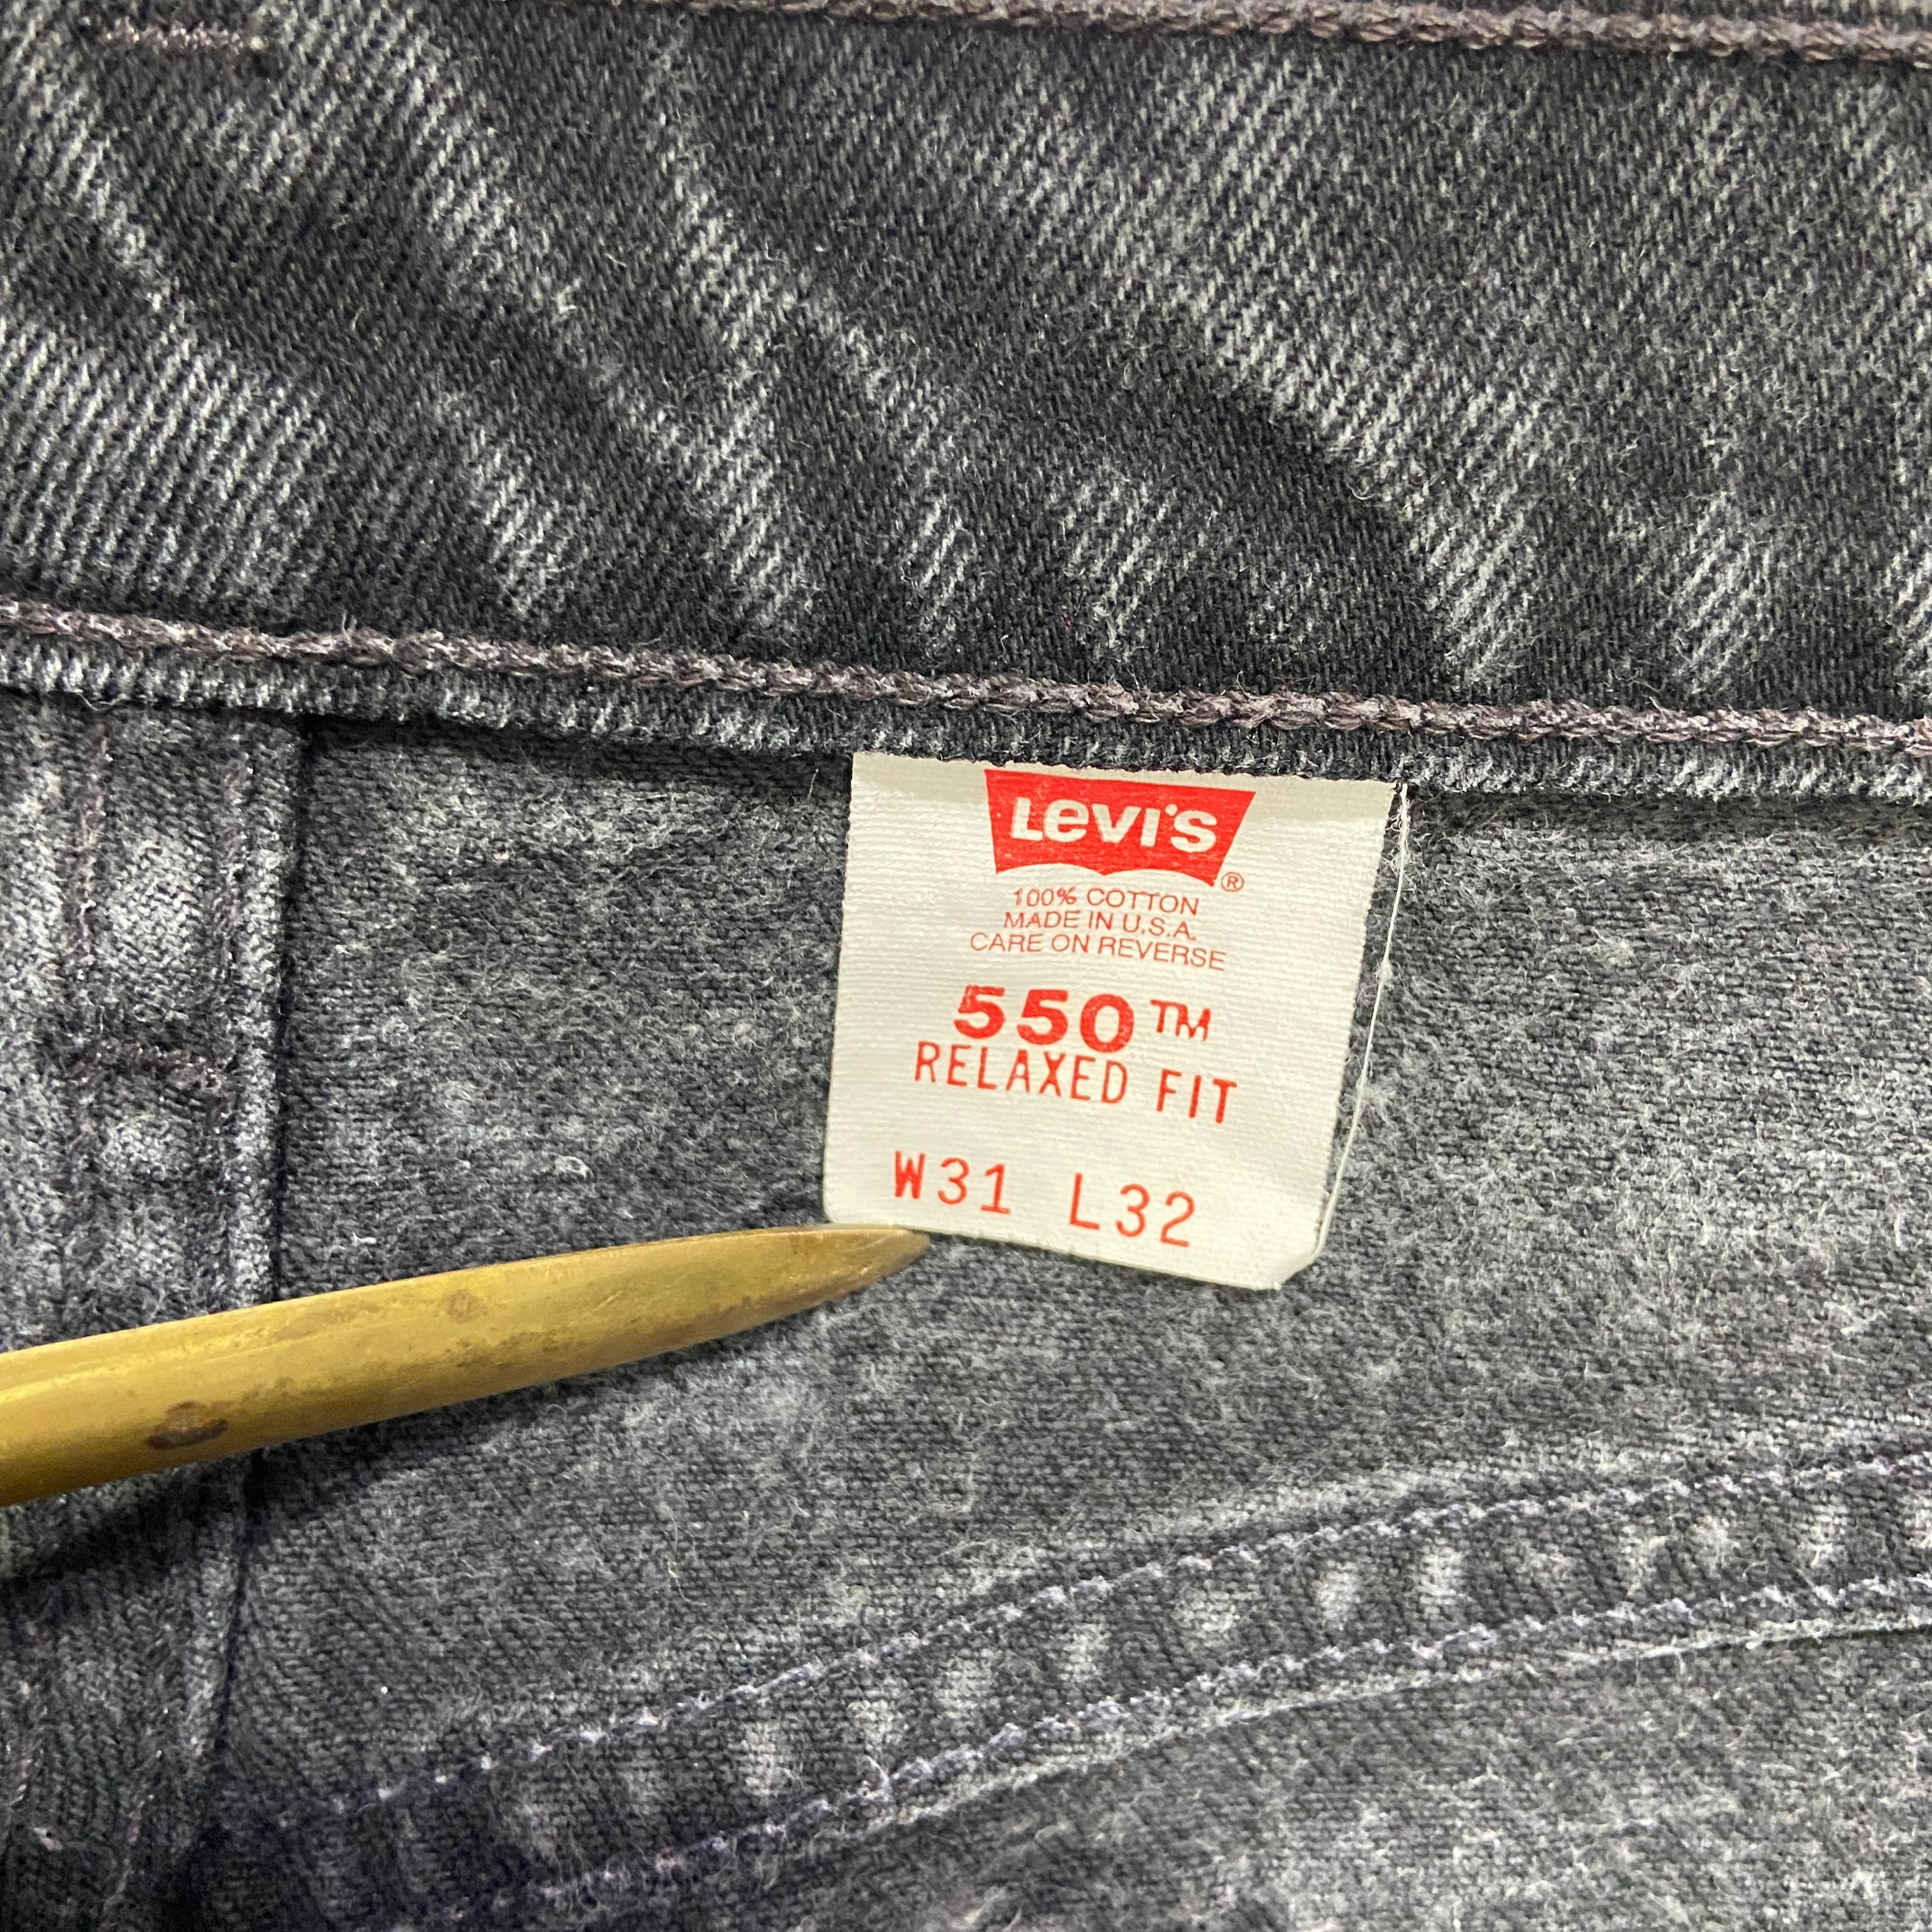 Levi's®
100% COTTON
MADE IN U.S.A.
CARE ON REVERSE
550™
RELAXED FIT
W31 L32